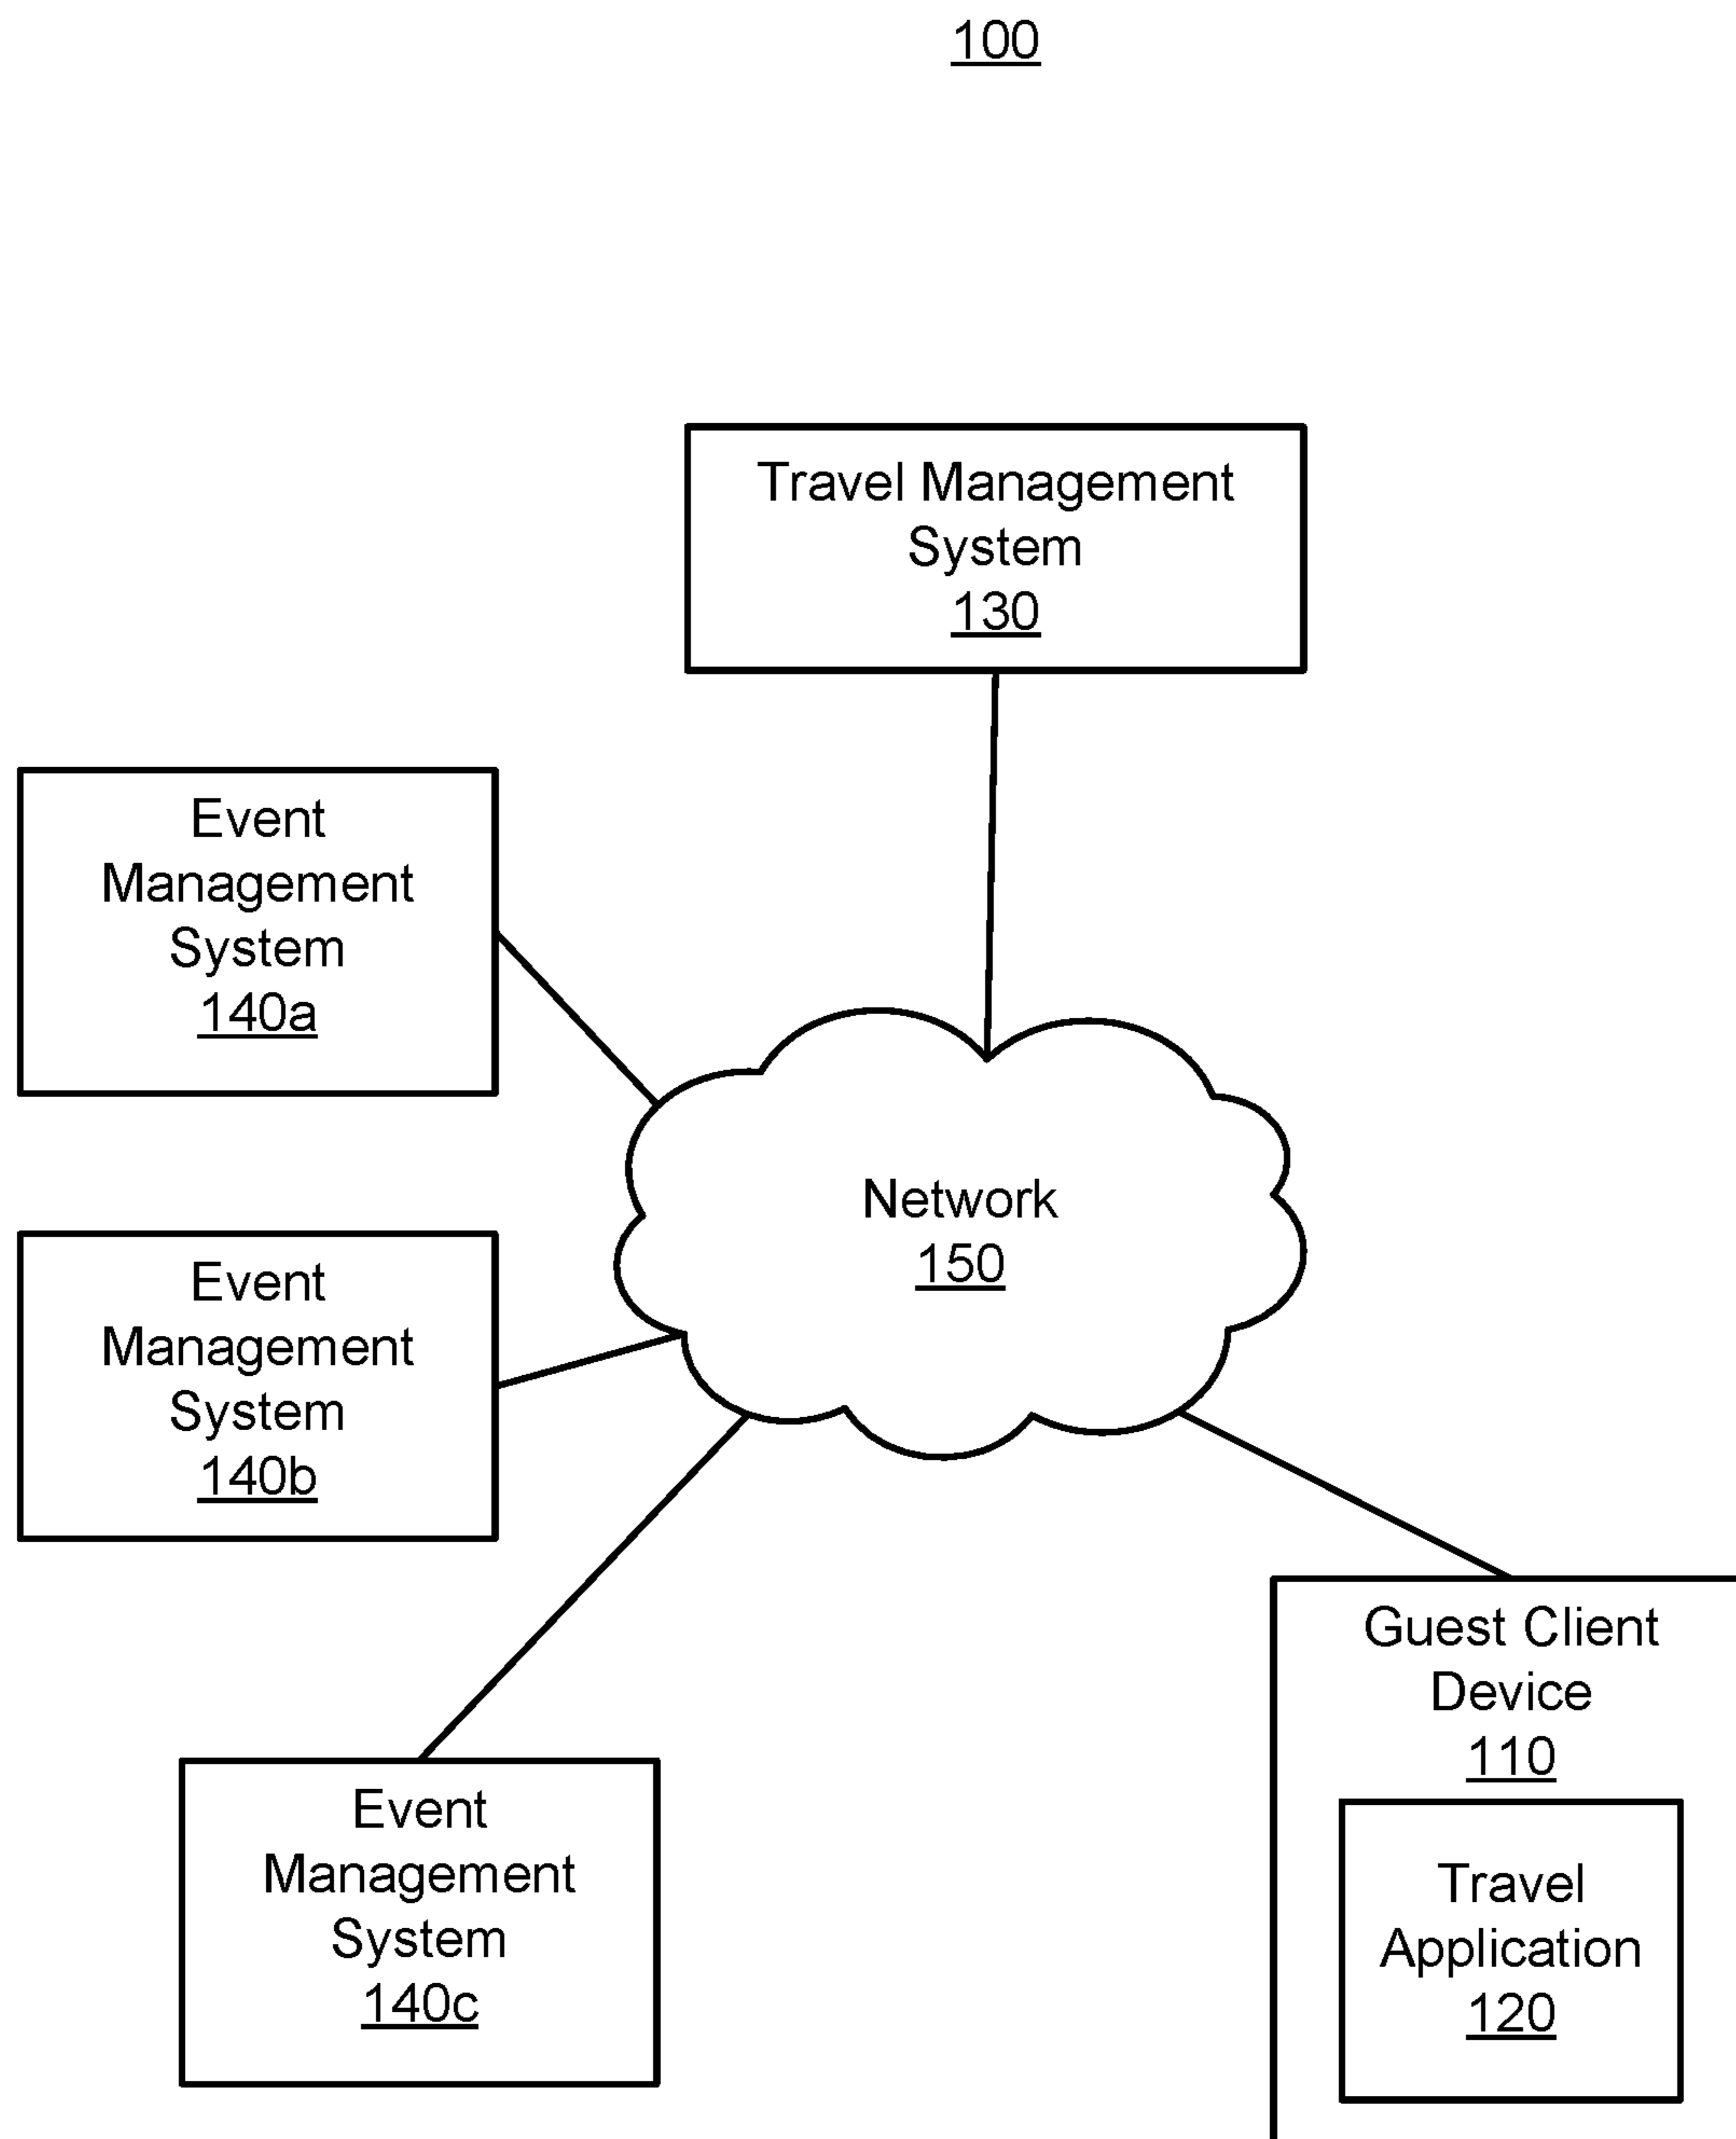 100
Travel Management
System
130
Event
Management
System
140a
Network
150
Event
Management
System
140b
Guest Client
Device
110
Event
Management
System
140c
Travel
Application
120